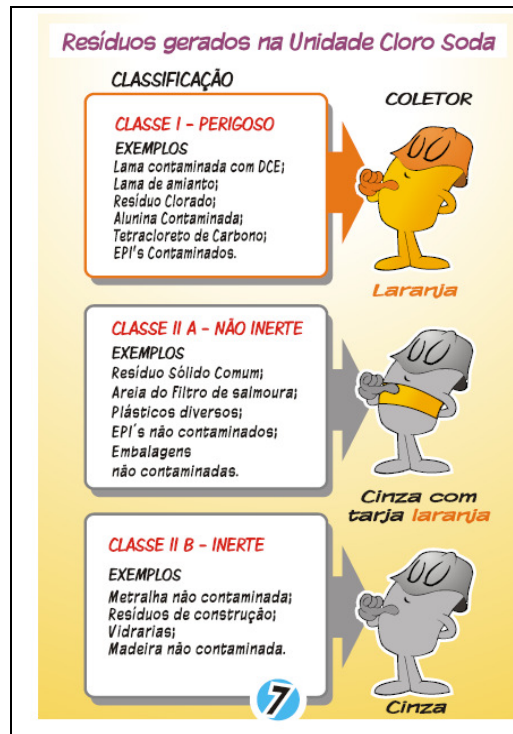 Resíduos gerados na Unidade Cloro Soda
CLASSIFICAÇÃO
COLETOR
CLASSE I - PERIGOSO
EXEMPLOS
Lama contaminada com DCE;
Lama de amianto;
Resíduo Clorado;
Alunina Contaminada;
Tetracloreto de Carbono;
EPI's Contaminados.
Laranja
CLASSE II A - NÃO INERTE
EXEMPLOS
Resíduo Sólido Comum;
Areia do Filtro de salmoura;
Plásticos diversos;
EPI´s não contaminados;
Embalagens
não contaminadas.
Cinza com
tarja laranja
CLASSE II B - INERTE
EXEMPLOS
Metralha não contaminada;
Resíduos de construção;
Vidrarias;
Madeira não contaminada.
Cinza
7